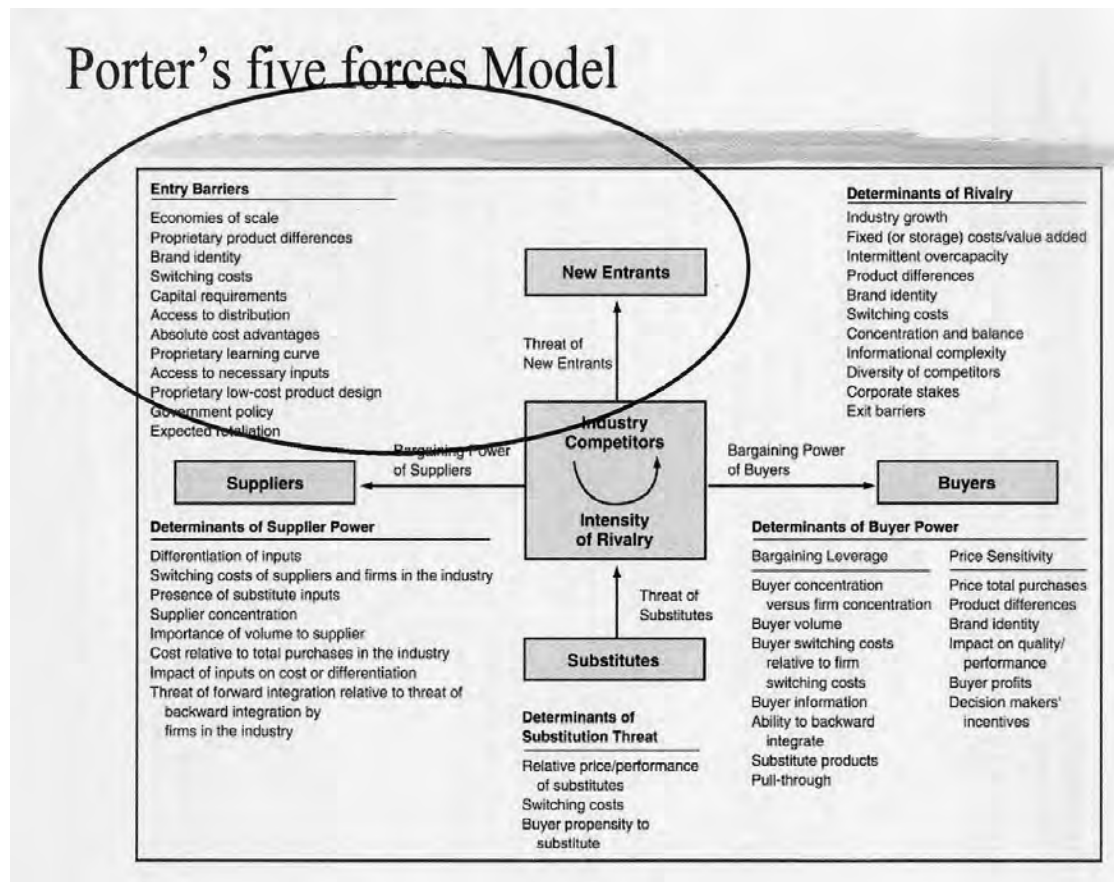 Porter's five forces Model
Entry Barriers
Economies of scale
Proprietary product differences
Brand identity
Switching costs
Capital requirements
Access to distribution
Absolute cost advantages
Proprietary learning curve
Access to necessary inputs
Proprietary low-cost product design
Government policy
Expected retaliation
New Entrants
Threat of
New Entrants
Determinants of Rivalry
Industry growth
Fixed (or storage) costs/value added
Intermittent overcapacity
Product differences
Brand identity
Switching costs
Concentration and balance
Informational complexity
Diversity of competitors
Corporate stakes
Exit barriers
Suppliers
Bargaining Power
of Suppliers
Industry
Competitors
Intensity
of Rivalry
Bargaining Power
of Buyers
Buyers
Determinants of Supplier Power
Differentiation of inputs
Switching costs of suppliers and firms in the industry
Presence of substitute inputs
Supplier concentration
Importance of volume to supplier
Cost relative to total purchases in the industry
Impact of inputs on cost or differentiation
Threat of forward integration relative to threat of
backward integration by
firms in the industry
Threat of
Substitutes
Substitutes
Determinants of
Substitution Threat
Relative price/performance
of substitutes
Switching costs
Buyer propensity to
substitute
Determinants of Buyer Power
Bargaining Leverage
Buyer concentration
versus firm concentration
Buyer volume
Buyer switching costs
relative to firm
switching costs
Buyer information
Ability to backward
integrate
Substitute products
Pull-through
Price Sensitivity
Price total purchases
Product differences
Brand identity
Impact on quality/
performance
Buyer profits
Decision makers'
incentives